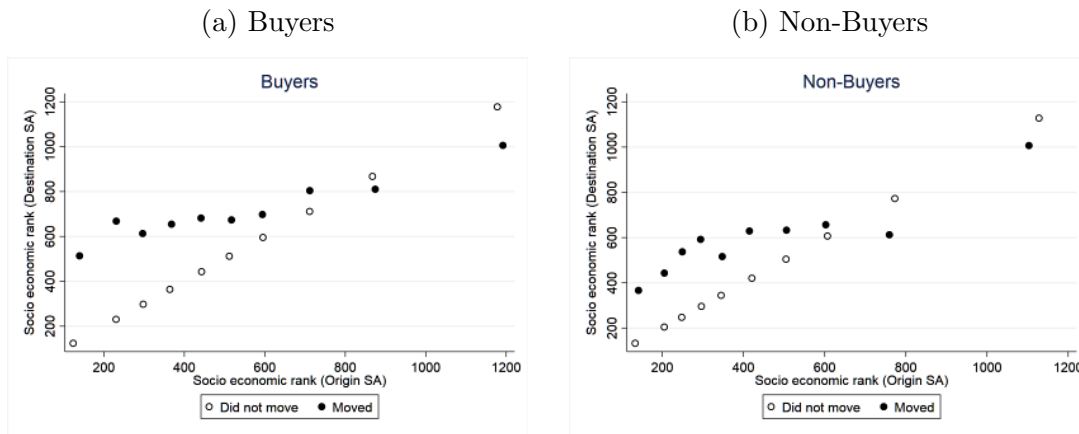 (a) Buyers
(b) Non-Buyers
Buyers
Socio economic rank (Destination SA)
1200
1000
800
600
400
200
200 400 600 800 1000 1200
Socio economic rank (Origin SA)
Did not move Moved
Non-Buyers
Socio economic rank (Destination SA)
1200
1000
800
600
400
200
200 400 600 800 1000 1200
Socio economic rank (Origin SA)
Did not move Moved